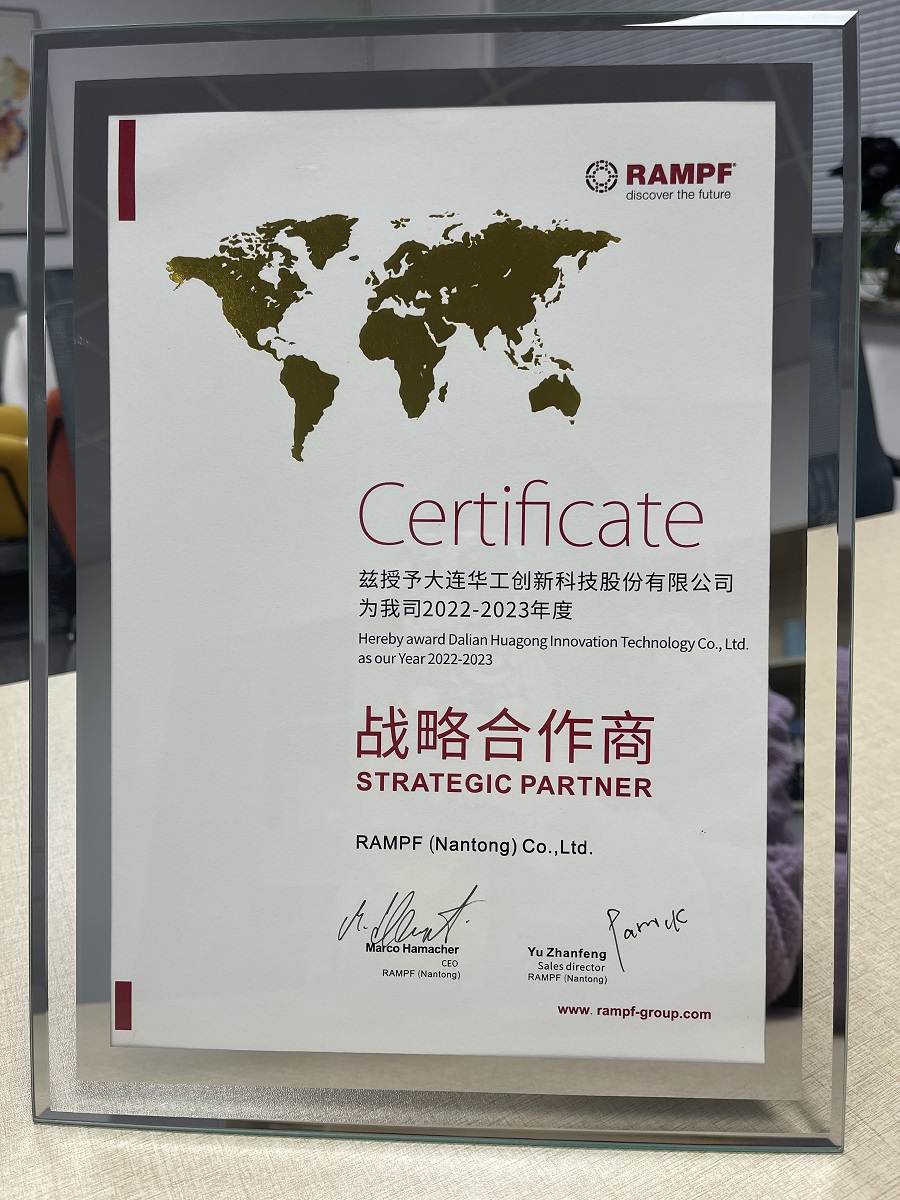 RAMPF®
discover the future
Certificate
兹授予大连华工创新科技股份有限公司
为我司2022-2023年度
Hereby award Dalian Huagong Innovation Technology Co., Ltd.
as our Year 2022-2023
战略合作商
STRATEGIC PARTNER
RAMPF (Nantong) Co.,Ltd.
Marco Hamacher
CEO
RAMPF (Nantong)
Patrick
Yu Zhanfeng
Sales director
RAMPF (Nantong)
www. rampf-group.com